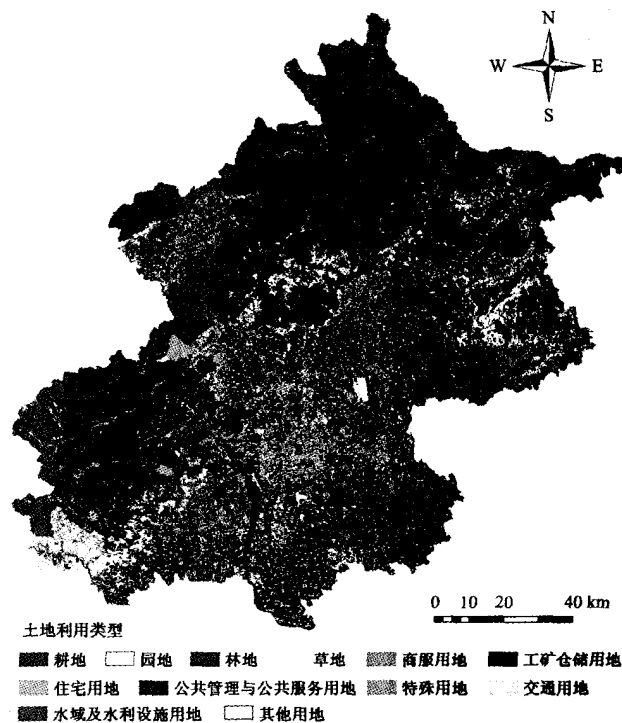 N
W E
S
0 10 20 40 km
土地利用类型
耕地 园地 林地 草地 商服用地 工矿仓储用地
住宅用地 公共管理与公共服务用地 特殊用地 交通用地
水域及水利设施用地 其他用地